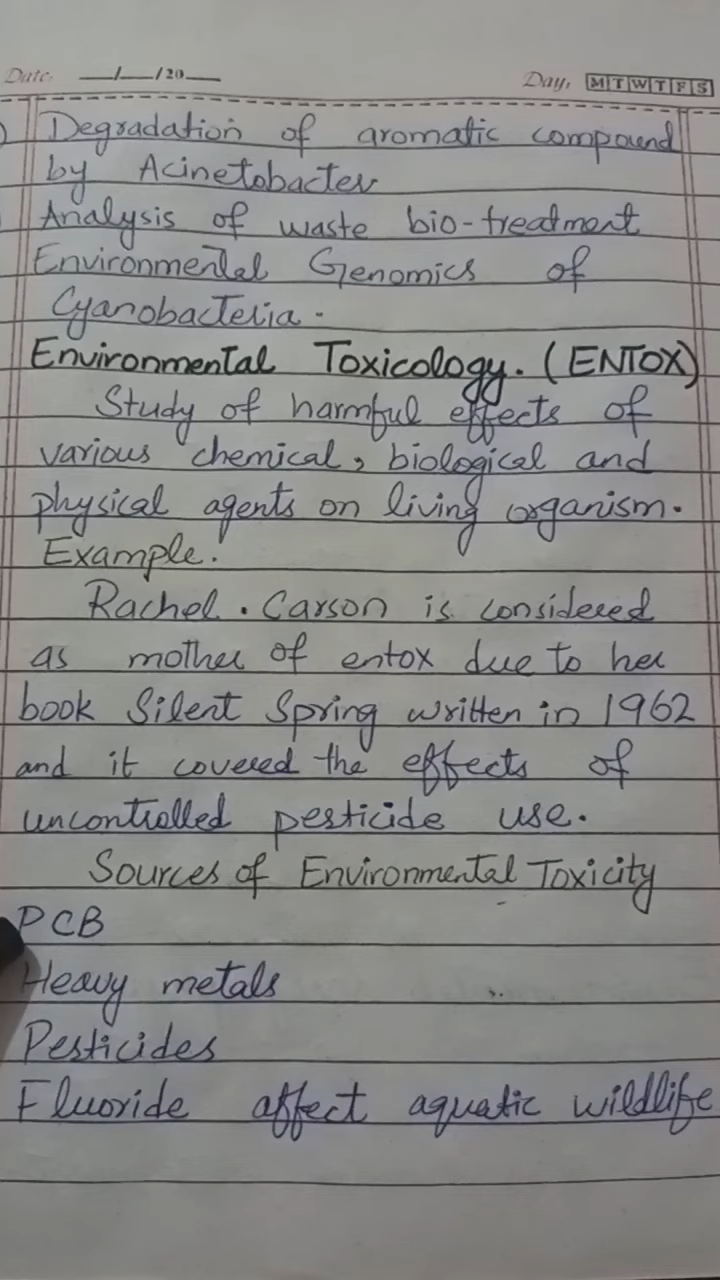 Date: __/__/20__ Day: M T W T F S
Degradation of aromatic compound
by Acinetobacter
Analysis of waste bio-treatment
Environmental Genomics of
Cyanobacteria.
Environmental Toxicology. (ENTOX)
Study of harmful effects of
various chemical, biological and
physical agents on living organism.
Example.
Rachel. Carson is considered
as mother of entox due to her
book Silent Spring written in 1962
and it covered the effects of
uncontrolled pesticide use.
Sources of Environmental Toxicity
PCB
Heavy metals
Pesticides
Fluoride affect aquatic wildlife